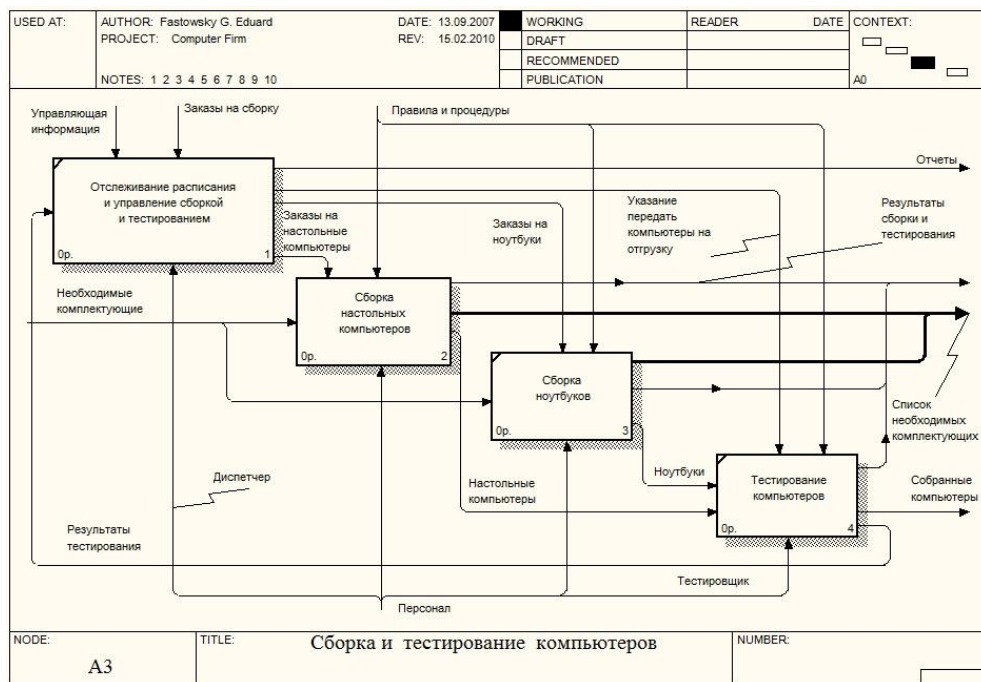 USED AT:
AUTHOR: Fastowsky G. Eduard
DATE: 13.09.2007
PROJECT: Computer Firm
REV: 15.02.2010
NOTES: 1 2 3 4 5 6 7 8 9 10
WORKING
DRAFT
RECOMMENDED
PUBLICATION
READER
DATE
CONTEXT:
A0
Управляющая
информация
Заказы на сборку
Правила и процедуры
Отчеты
Отслеживание расписания
и управление сборкой
и тестированием
0р.
1
Заказы на
настольные
компьютеры
Заказы на
ноутбуки
Указание
передать
компьютеры на
отгрузку
Результаты
сборки и
тестирования
Необходимые
комплектующие
Сборка
настольных
компьютеров
0р.
2
Сборка
ноутбуков
0р.
3
Список
необходимых
комплектующих
Диспетчер
Настольные
компьютеры
Ноутбуки
Тестирование
компьютеров
0р.
4
Собранные
компьютеры
Результаты
тестирования
Тестировщик
Персонал
NODE:
A3
TITLE:
Сборка и тестирование компьютеров
NUMBER: